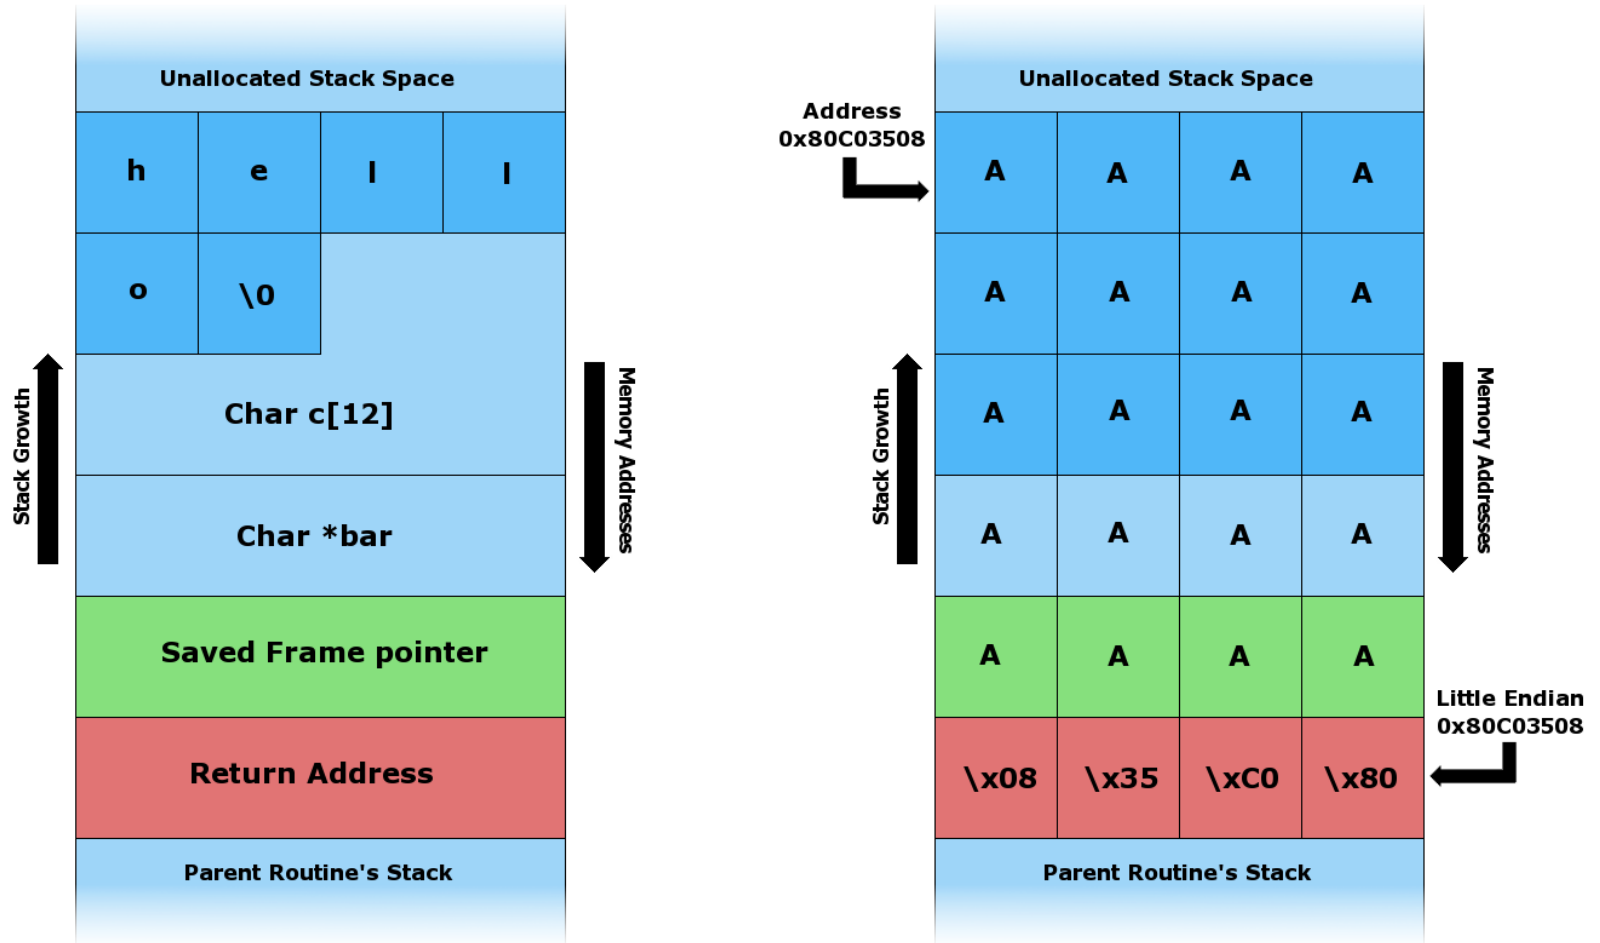 Unallocated Stack Space
h e l l
o \0
Char c[12]
Char *bar
Saved Frame pointer
Return Address
Parent Routine's Stack
Stack Growth
Memory Addresses
Unallocated Stack Space
Address
0x80C03508
A A A A
A A A A
A A A A
A A A A
A A A A
\x08 \x35 \xC0 \x80
Little Endian
0x80C03508
Parent Routine's Stack
Stack Growth
Memory Addresses